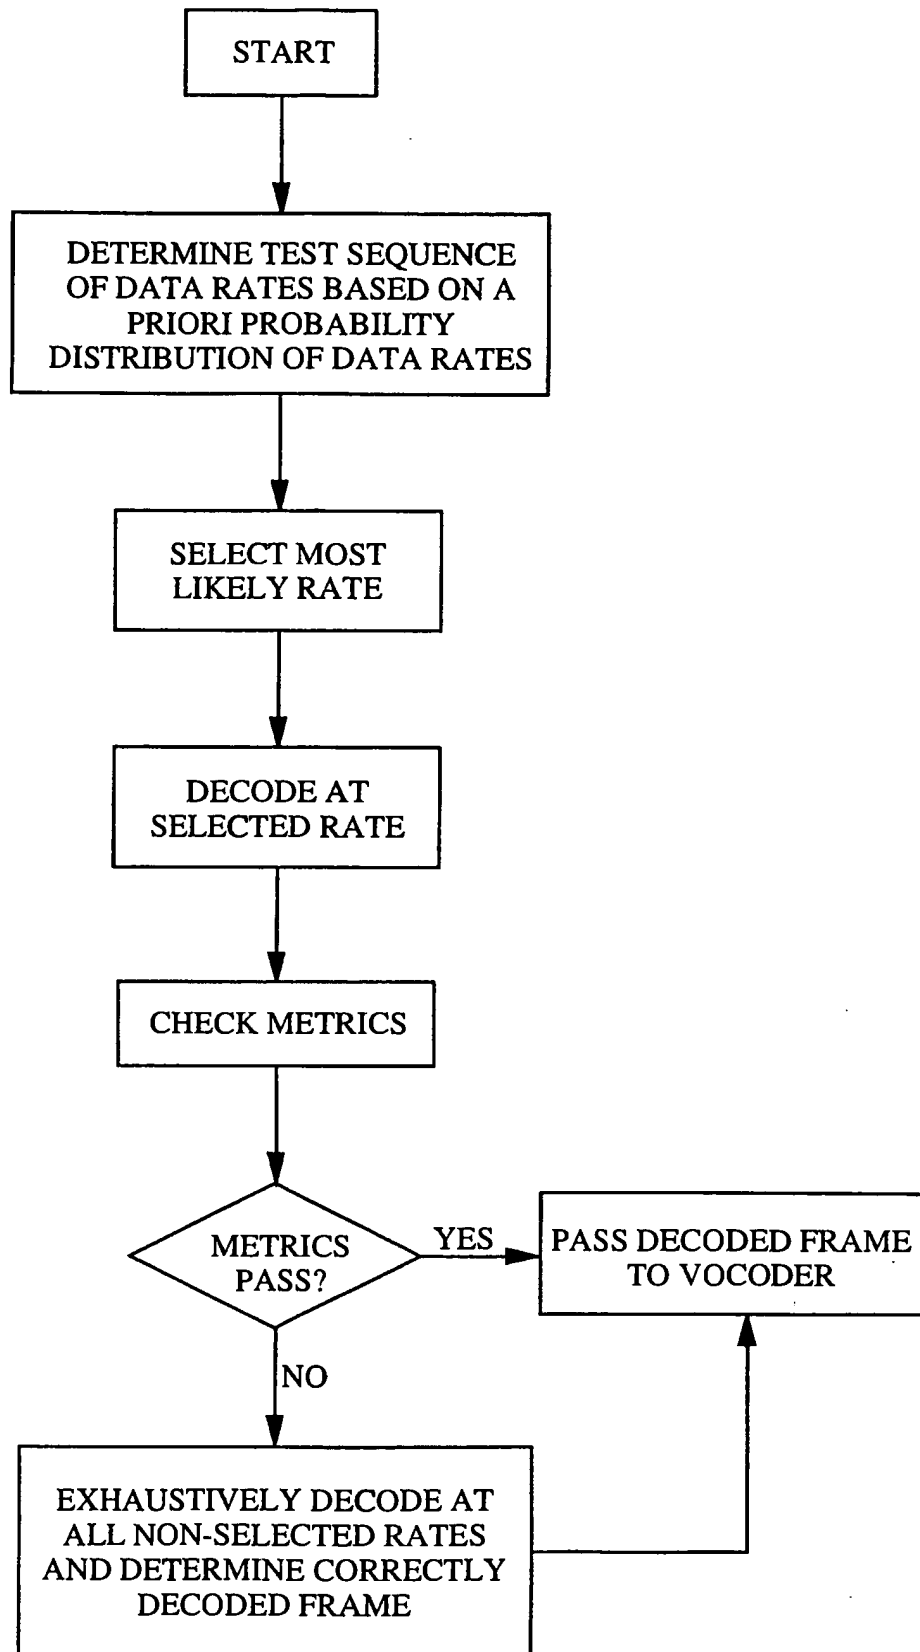 START
DETERMINE TEST SEQUENCE
OF DATA RATES BASED ON A
PRIORI PROBABILITY
DISTRIBUTION OF DATA RATES
SELECT MOST
LIKELY RATE
DECODE AT
SELECTED RATE
CHECK METRICS
METRICS
PASS?
YES
PASS DECODED FRAME
TO VOCODER
NO
EXHAUSTIVELY DECODE AT
ALL NON-SELECTED RATES
AND DETERMINE CORRECTLY
DECODED FRAME